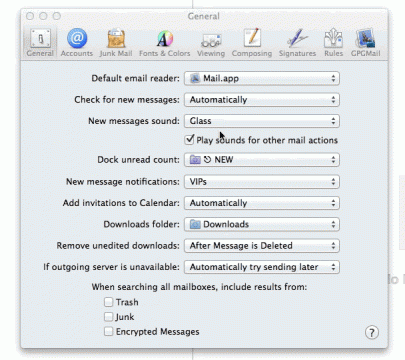 General
General Accounts Junk Mail Fonts & Colors Viewing Composing Signatures Rules GPGMail
Default email reader: Mail.app
Check for new messages: Automatically
New messages sound: Glass
Play sounds for other mail actions
Dock unread count: NEW
New message notifications: VIPs
Add invitations to Calendar: Automatically
Downloads folder: Downloads
Remove unedited downloads: After Message is Deleted
If outgoing server is unavailable: Automatically try sending later
When searching all mailboxes, include results from:
Trash
Junk
Encrypted Messages
?